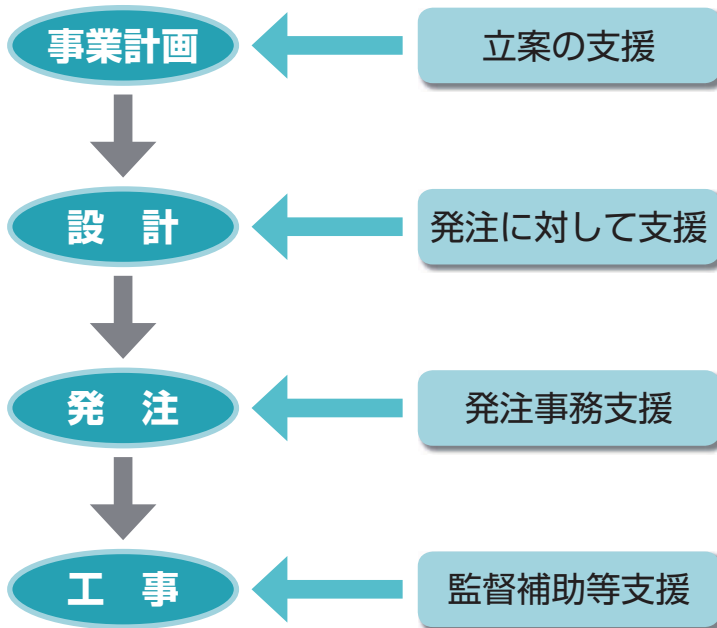 事業計画
立案の支援
設　計
発注に対して支援
発　注
発注事務支援
工　事
監督補助等支援